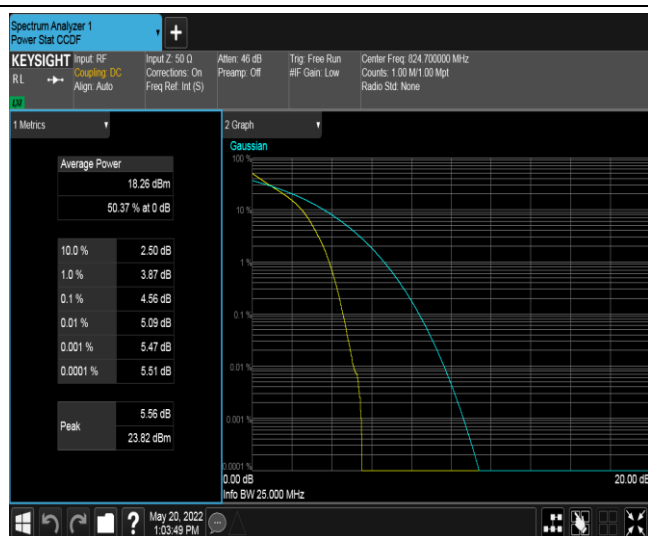 Spectrum Analyzer 1
Power Stat CCDF
+
KEYSIGHT
RL
LXI
Input: RF
Coupling: DC
Align: Auto
Input Z: 50 Ω
Corrections: On
Freq Ref: Int (S)
Atten: 46 dB
Preamp: Off
Trig: Free Run
#IF Gain: Low
Center Freq: 824.700000 MHz
Counts: 1.00 M/1.00 Mpt
Radio Std: None
1 Metrics
Average Power
18.26 dBm
50.37 % at 0 dB
10.0 % 2.50 dB
1.0 % 3.87 dB
0.1 % 4.56 dB
0.01 % 5.09 dB
0.001 % 5.47 dB
0.0001 % 5.51 dB
Peak
5.56 dB
23.82 dBm
2 Graph
Gaussian
100 %
10 %
1 %
0.1 %
0.01 %
0.001 %
0.0001 %
0.00 dB 20.00 dB
Info BW 25.000 MHz
?
May 20, 2022
1:03:49 PM